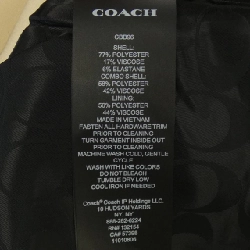 COACH
SHELL:
77% POLYESTER
17% VISCOSE
6% ELASTANE
COMBO SHELL:
58% POLYESTER
42% VISCOSE
LINING:
56% POLYESTER
44% VISCOSE
MADE IN VIETNAM
FASTEN ALL HARDWARE TRIM
PRIOR TO CLEANING
TURN GARMENT INSIDE OUT
PRIOR TO CLEANING
MACHINE WASH COLD, GENTLE
CYCLE
WASH WITH LIKE COLORS
DO NOT BLEACH
TUMBLE DRY LOW
COOL IRON IF NEEDED
Coach® Coach IP Holdings LLC.
10 HUDSON YARDS
NY, NY